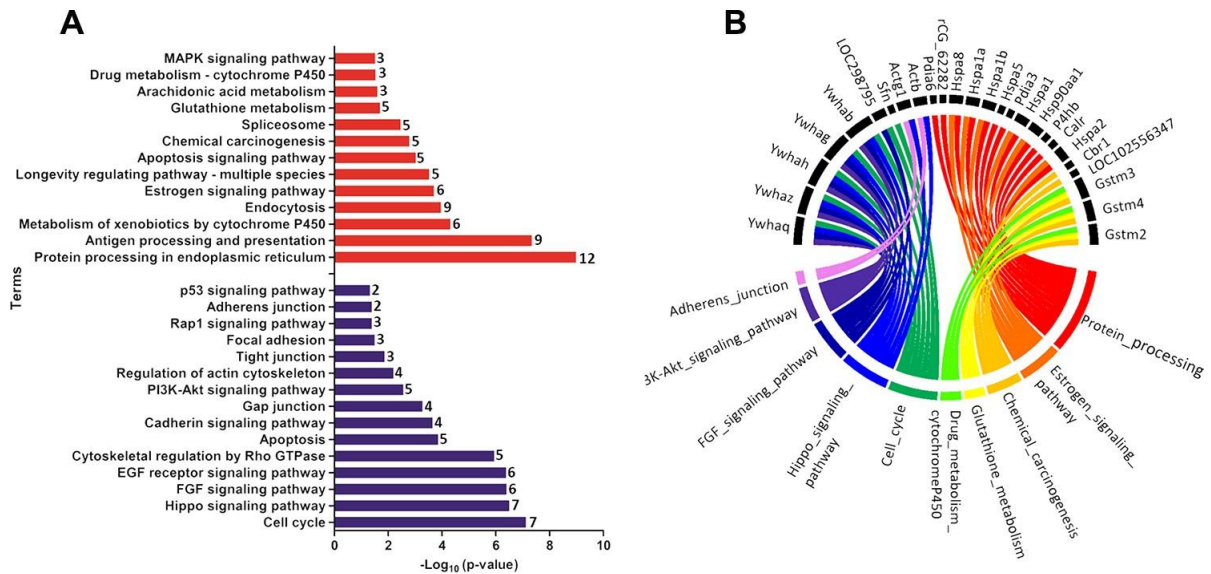 A
B
Terms
MAPK signaling pathway 3
Drug metabolism - cytochrome P450 3
Arachidonic acid metabolism 3
Glutathione metabolism 5
Spliceosome 5
Chemical carcinogenesis 5
Apoptosis signaling pathway 5
Longevity regulating pathway - multiple species 5
Estrogen signaling pathway 6
Endocytosis 9
Metabolism of xenobiotics by cytochrome P450 6
Antigen processing and presentation 9
Protein processing in endoplasmic reticulum 12
p53 signaling pathway 2
Adherens junction 2
Rap1 signaling pathway 3
Focal adhesion 3
Tight junction 3
Regulation of actin cytoskeleton 4
PI3K-Akt signaling pathway 5
Gap junction 4
Cadherin signaling pathway 4
Apoptosis 5
Cytoskeletal regulation by Rho GTPase 5
EGF receptor signaling pathway 6
FGF signaling pathway 6
Hippo signaling pathway 7
Cell cycle 7
0 2 4 6 8 10
-Log10 (p-value)
Ywhaq
Ywhaz
Ywhah
Ywhag
Ywhab
LOC298795
Sfn
Actg1
Actb
Pdia6
rCG_62282
Hspa8
Hspa1a
Hspa1b
Hspa5
Pdia3
Hspa1
Hsp90aa1
P4hb
Calr
Hspa2
Cbr1
LOC102556347
Gstm3
Gstm4
Gstm2
Adherens_junction
3K-Akt_signaling_pathway
FGF_signaling_pathway
Hippo_signaling_
pathway
Cell_cycle
Drug_metabolism_
cytochromeP450
Glutathione_metabolism
Chemical_carcinogenesis
Estrogen_signaling_
pathway
Protein_processing